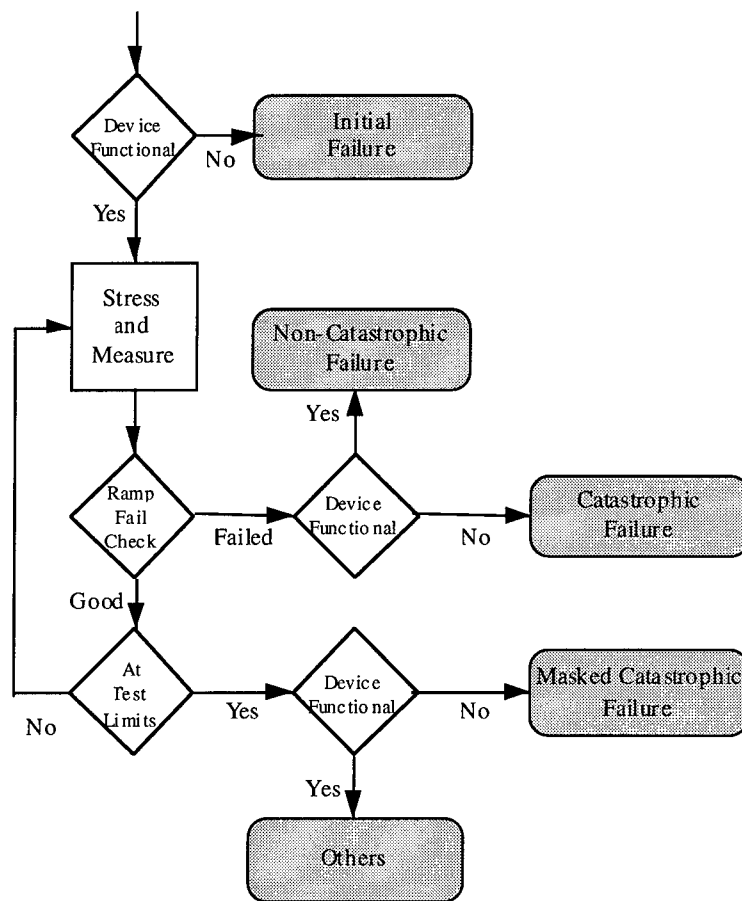 Device
Functional
No
Initial
Failure
Yes
Stress
and
Measure
Non-Catastrophic
Failure
Yes
Ramp
Fail
Check
Failed
Device
Functional
No
Catastrophic
Failure
Good
At
Test
Limits
No
Yes
Device
Functional
No
Masked Catastrophic
Failure
Yes
Others